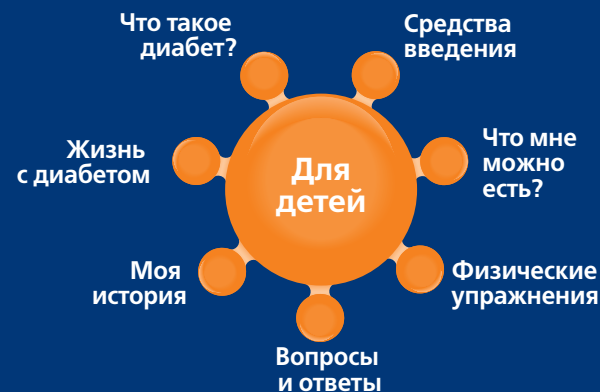 Что такое
диабет?
Средства
введения
Жизнь
с диабетом
Для
детей
Что мне
можно
есть?
Моя
история
Физические
упражнения
Вопросы
и ответы